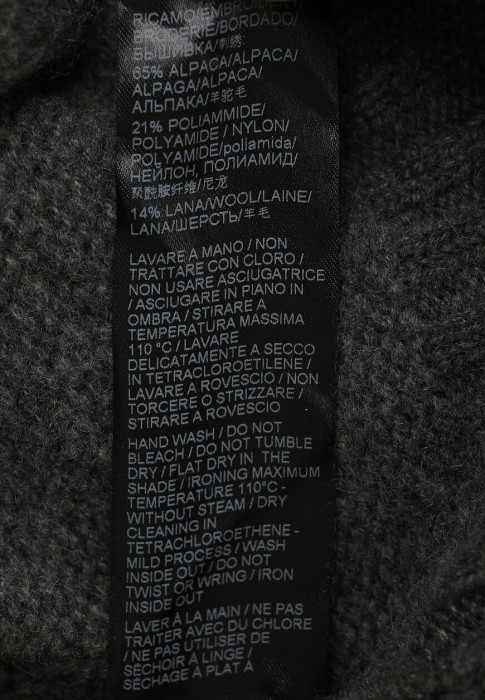 RICAMO/EMBROIDERY/
BRODERIE/BORDADO/
ВЫШИВКА/刺绣:
65% ALPACA/ALPACA/
ALPAGA/ALPACA/
АЛЬПАКА/羊驼毛
21% POLIAMMIDE/
POLYAMIDE / NYLON/
POLYAMIDE/poliamida/
НЕЙЛОН, ПОЛИАМИД/
聚酰胺纤维/尼龙
14% LANA/WOOL/LAINE/
LANA/ШЕРСТЬ/羊毛
LAVARE A MANO / NON
TRATTARE CON CLORO /
NON USARE ASCIUGATRICE
/ ASCIUGARE IN PIANO IN
OMBRA / STIRARE A
TEMPERATURA MASSIMA
110 °C / LAVARE
DELICATAMENTE A SECCO
IN TETRACLOROETILENE /
LAVARE A ROVESCIO / NON
TORCERE O STRIZZARE /
STIRARE A ROVESCIO
HAND WASH / DO NOT
BLEACH / DO NOT TUMBLE
DRY / FLAT DRY IN THE
SHADE / IRONING MAXIMUM
TEMPERATURE 110°C -
WITHOUT STEAM / DRY
CLEANING IN
TETRACHLOROETHENE -
MILD PROCESS / WASH
INSIDE OUT / DO NOT
TWIST OR WRING / IRON
INSIDE OUT
LAVER À LA MAIN / NE PAS
TRAITER AVEC DU CHLORE
/ NE PAS UTILISER DE
SÉCHOIR À LINGE /
SÉCHAGE À PLAT À